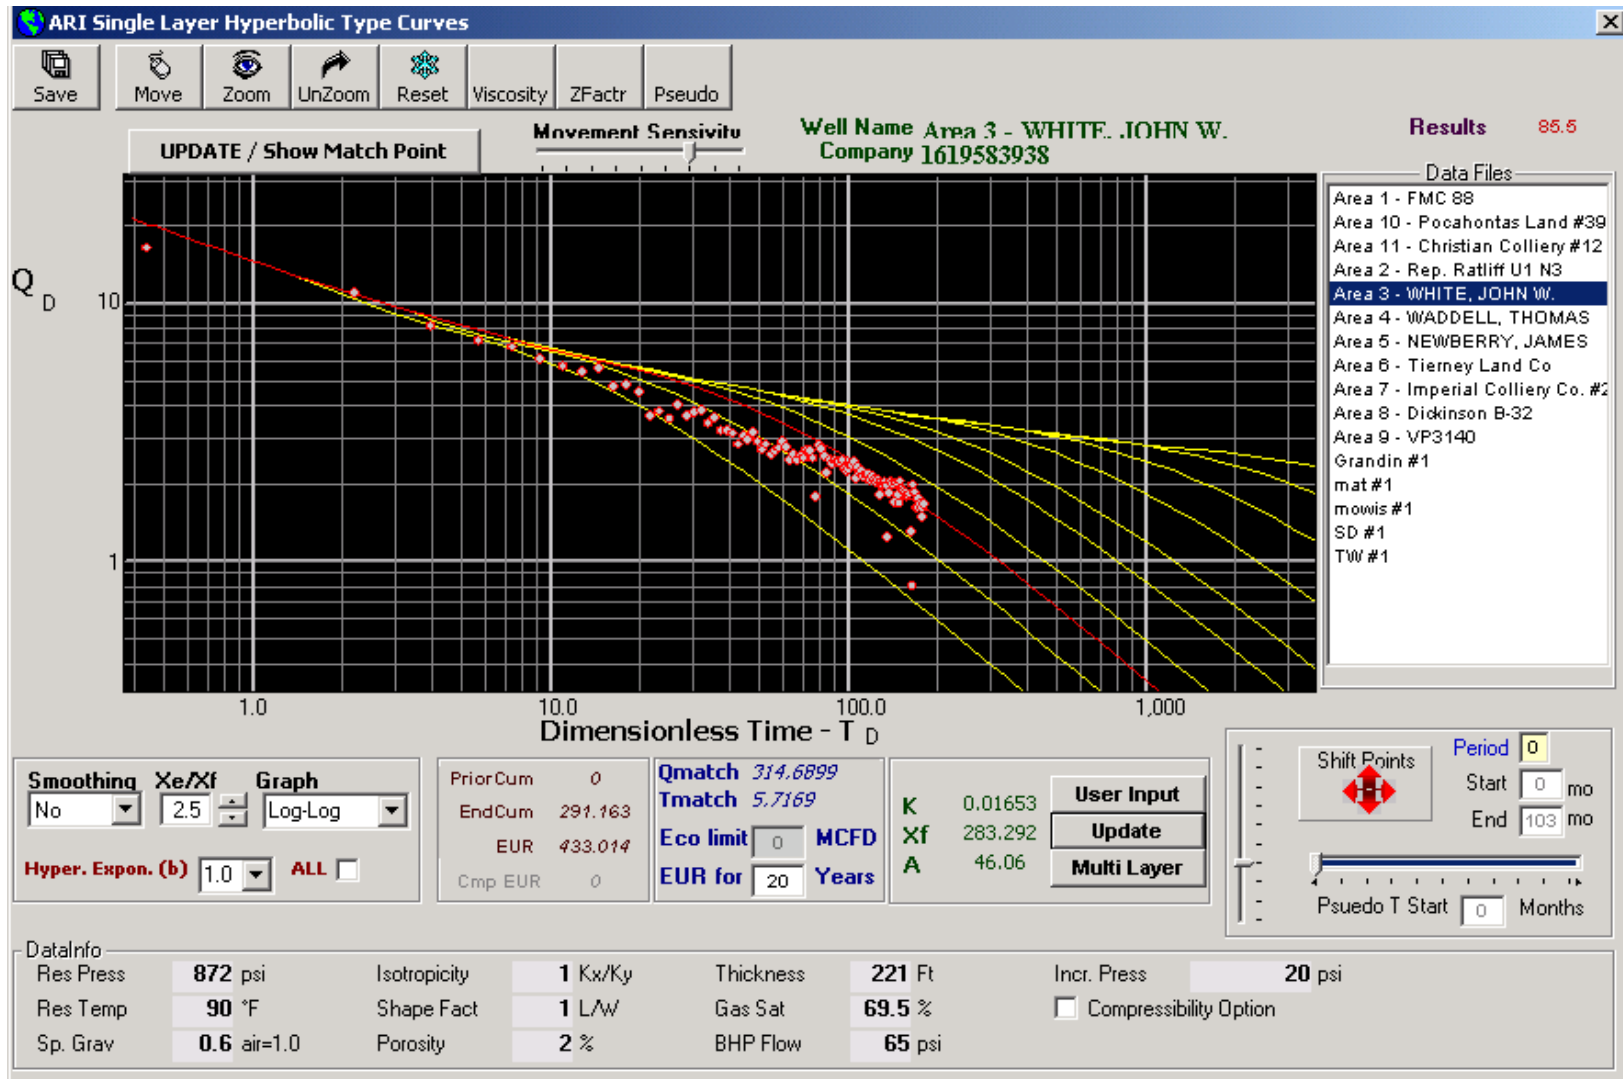 ARI Single Layer Hyperbolic Type Curves
Save Move Zoom UnZoom Reset Viscosity ZFactr Pseudo
UPDATE / Show Match Point
Movement Sensivity
Well Name Area 3 - WHITE, JOHN W.
Company 1619583938
Results 85.5
Data Files
Area 1 - FMC 88
Area 10 - Pocahontas Land #39
Area 11 - Christian Colliery #12
Area 2 - Rep. Ratliff U1 N3
Area 3 - WHITE, JOHN W.
Area 4 - WADDELL, THOMAS
Area 5 - NEWBERRY, JAMES
Area 6 - Tierney Land Co
Area 7 - Imperial Colliery Co. #2
Area 8 - Dickinson B-32
Area 9 - VP3140
Grandin #1
mat #1
mowis #1
SD #1
TW #1
Q D
10
1
1.0 10.0 100.0 1,000
Dimensionless Time - T D
Smoothing Xe/Xf Graph
No 2.5 Log-Log
Hyper. Expon. (b) 1.0 ALL
PriorCum 0
EndCum 291.163
EUR 433.014
Cmp EUR 0
Qmatch 314.6899
Tmatch 5.7169
Eco limit 0 MCFD
EUR for 20 Years
K 0.01653
Xf 283.292
A 46.06
User Input
Update
Multi Layer
Shift Points
Period 0
Start 0 mo
End 103 mo
Psuedo T Start 0 Months
DataInfo
Res Press 872 psi Isotropicity 1 Kx/Ky Thickness 221 Ft Incr. Press 20 psi
Res Temp 90 °F Shape Fact 1 L/W Gas Sat 69.5 % Compressibility Option
Sp. Grav 0.6 air=1.0 Porosity 2 % BHP Flow 65 psi